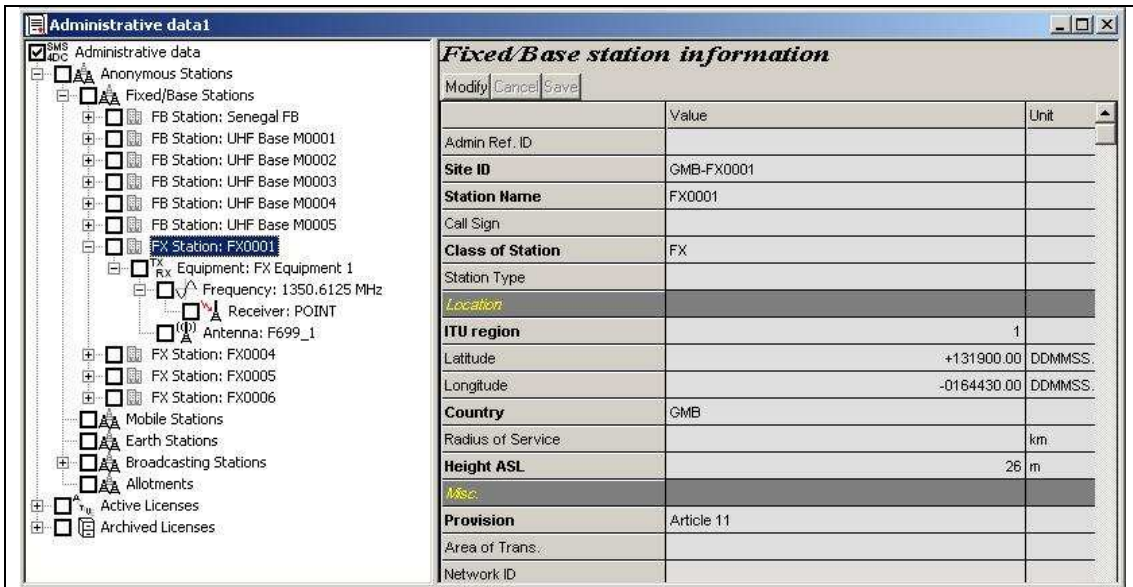 Administrative data1
SMS
4DC
Administrative data
Anonymous Stations
Fixed/Base Stations
FB Station: Senegal FB
FB Station: UHF Base M0001
FB Station: UHF Base M0002
FB Station: UHF Base M0003
FB Station: UHF Base M0004
FB Station: UHF Base M0005
FX Station: FX0001
TX
RX
Equipment: FX Equipment 1
Frequency: 1350.6125 MHz
Receiver: POINT
Antenna: F699_1
FX Station: FX0004
FX Station: FX0005
FX Station: FX0006
Mobile Stations
Earth Stations
Broadcasting Stations
Allotments
Active Licenses
Archived Licenses
Fixed/Base station information
Modify Cancel Save
Value Unit
Admin Ref. ID
Site ID GMB-FX0001
Station Name FX0001
Call Sign
Class of Station FX
Station Type
Location
ITU region 1
Latitude +131900.00 DDMMSS.
Longitude -0164430.00 DDMMSS.
Country GMB
Radius of Service km
Height ASL 26 m
Misc.
Provision Article 11
Area of Trans.
Network ID